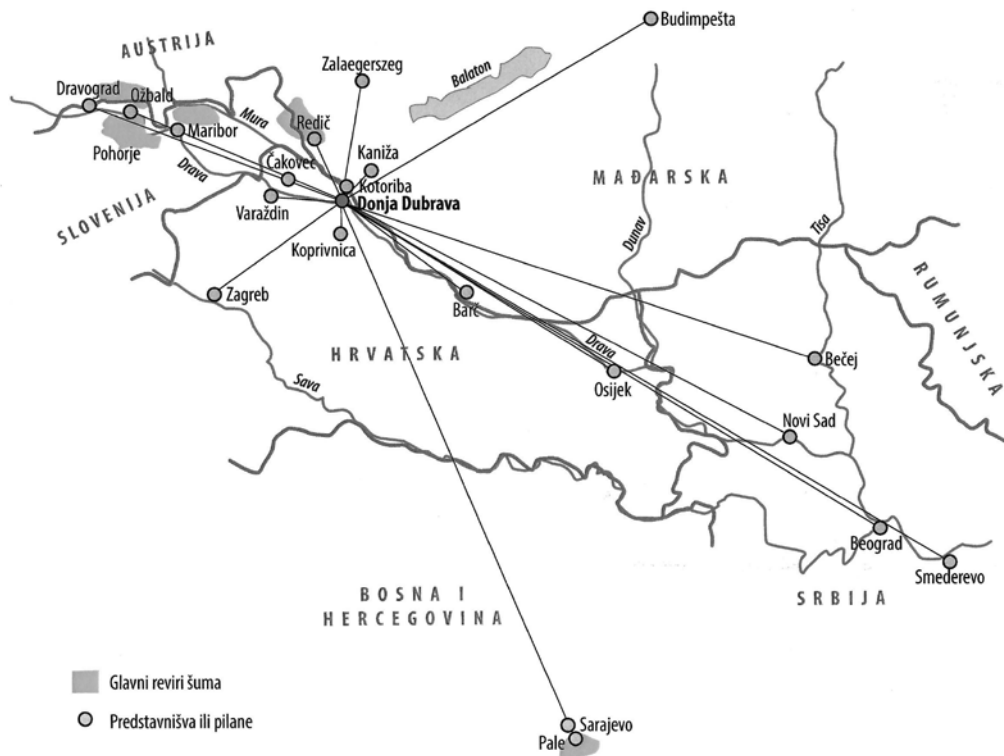 Budimpešta
AUSTRIJA
Zalaegerszeg
Balaton
Dravograd
Ožbald
Mura
Redič
Maribor
Pohorje
Kaniža
Čakovec
Drava
Kotoriba
MAĐARSKA
Donja Dubrava
SLOVENIJA
Varaždin
Koprivnica
Dunav
Tisa
RUMUNJSKA
Zagreb
Barč
HRVATSKA
Drava
Bečej
Osijek
Sava
Novi Sad
Beograd
Smederevo
BOSNA I
HERCEGOVINA
SRBIJA
Glavni reviri šuma
Predstavnišva ili pilane
Sarajevo
Pale